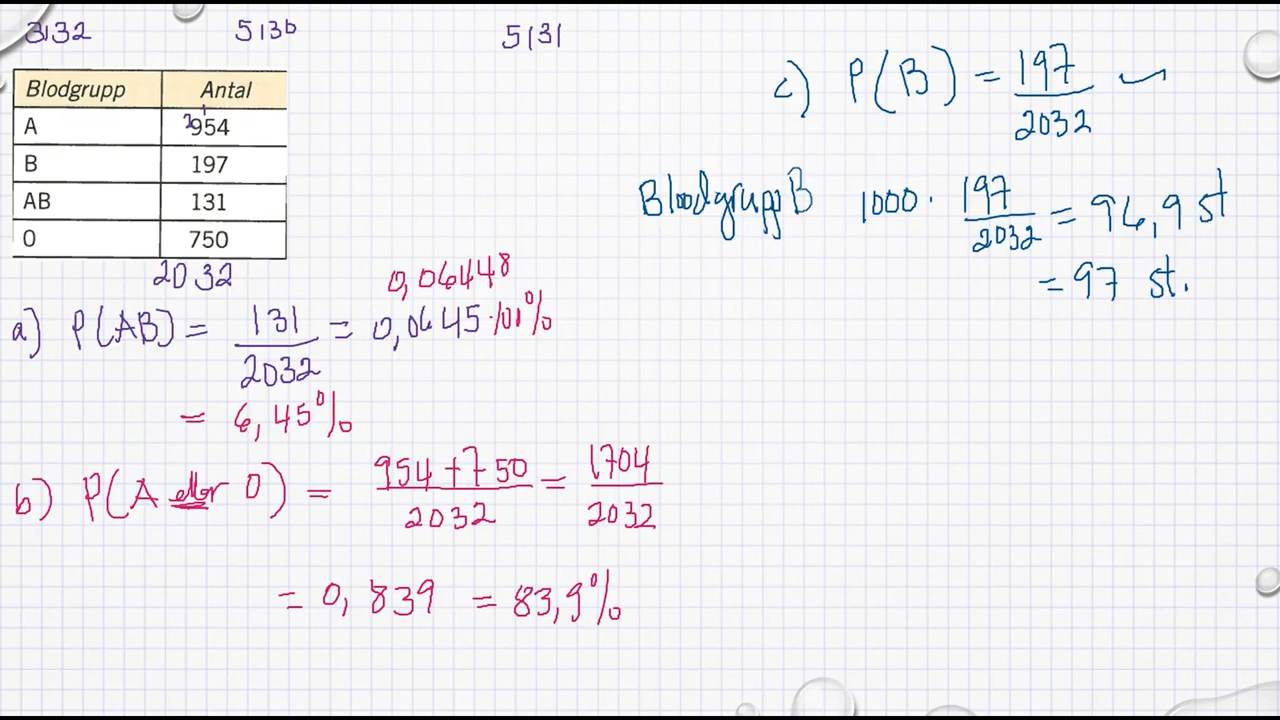 3132 513b 5131
Blodgrupp Antal
A 954
B 197
AB 131
0 750
2032
0,06448
a) P(AB) = 131/2032 = 0,0645·100%
= 6,45%
b) P(A eller 0) = 954+750/2032 = 1704/2032
= 0,839 = 83,9%
c) P(B) = 197/2032
Bloodgrupp B 1000 · 197/2032 = 96,9 st
= 97 st.